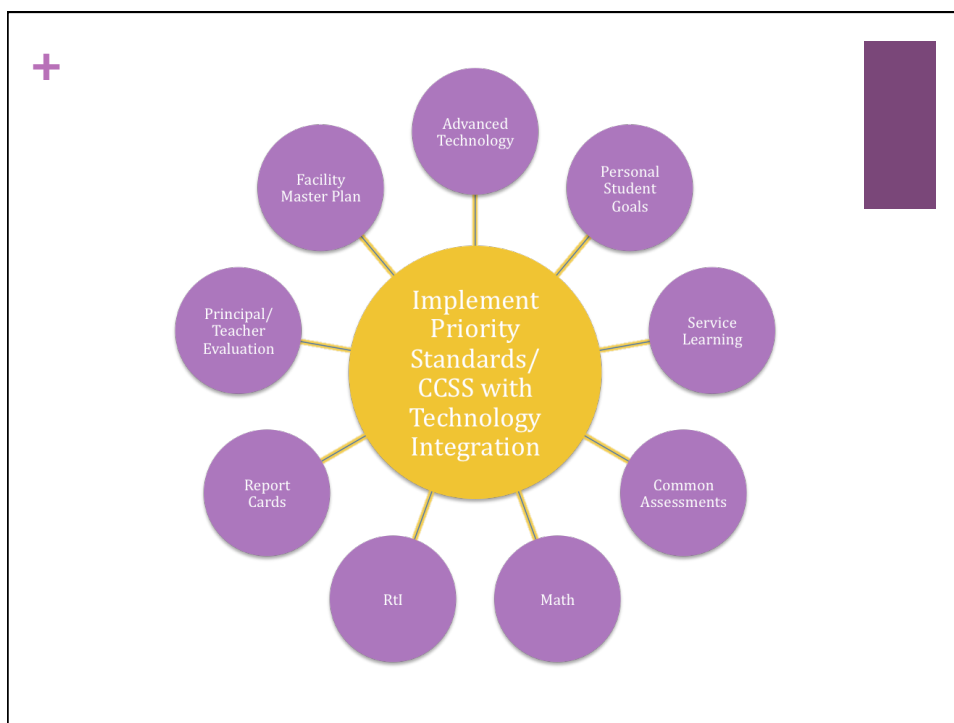 +
Advanced
Technology
Personal
Student
Goals
Service
Learning
Common
Assessments
Math
RtI
Report
Cards
Principal/
Teacher
Evaluation
Facility
Master Plan
Implement
Priority
Standards/
CCSS with
Technology
Integration